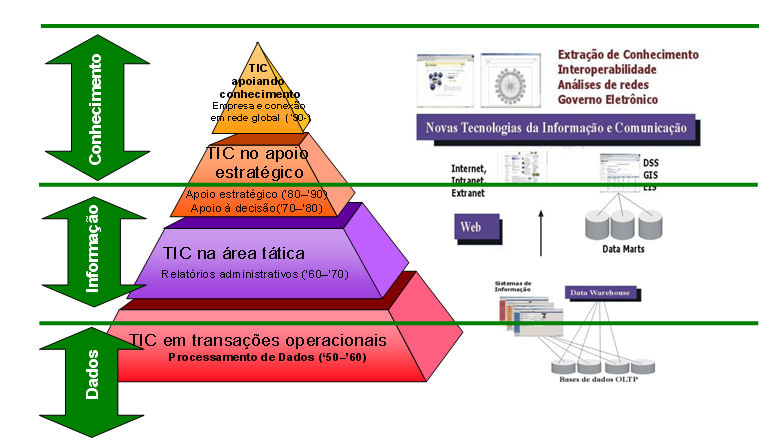 Conhecimento
Informação
Dados
TIC
apoiando
conhecimento
Empresa e conexão
em rede global ('90-)
TIC no apoio
estratégico
Apoio estratégico ('80–'90)
Apoio à decisão('70–'80)
TIC na área tática
Relatórios administrativos ('60–'70)
TIC em transações operacionais
Processamento de Dados ('50–'60)
Extração de Conhecimento
Interoperabilidade
Análises de redes
Governo Eletrônico
Novas Tecnologias da Informação e Comunicação
Internet,
Intranet,
Extranet
DSS
GIS
EIS
Web
Data Marts
Sistemas de
Informação
Data Warehouse
Bases de dados OLTP